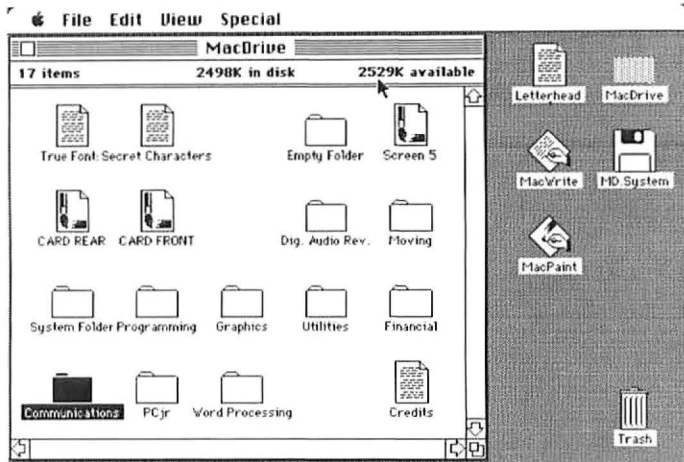 File Edit View Special
MacDrive
17 items 2498K in disk 2529K available
Letterhead MacDrive
True Font: Secret Characters Empty Folder Screen 5
MacWrite MD.System
CARD REAR CARD FRONT Dig. Audio Rev. Moving
MacPaint
System Folder Programming Graphics Utilities Financial
Communications PCjr Word Processing Credits
Trash